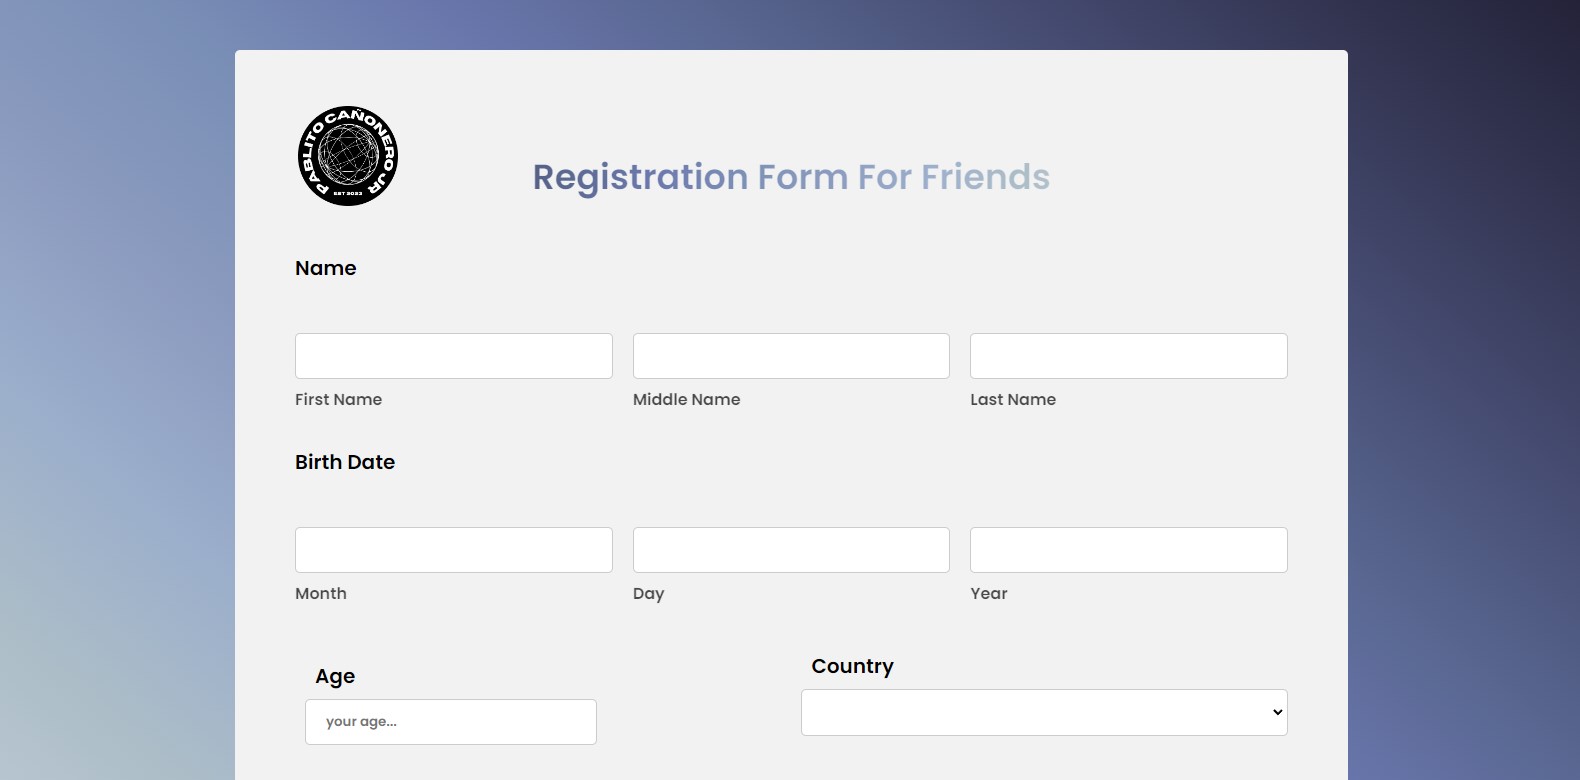 PABLITO CAÑONERO JR
EST 2023
Registration Form For Friends
Name
First Name
Middle Name
Last Name
Birth Date
Month
Day
Year
Age
Country
your age...